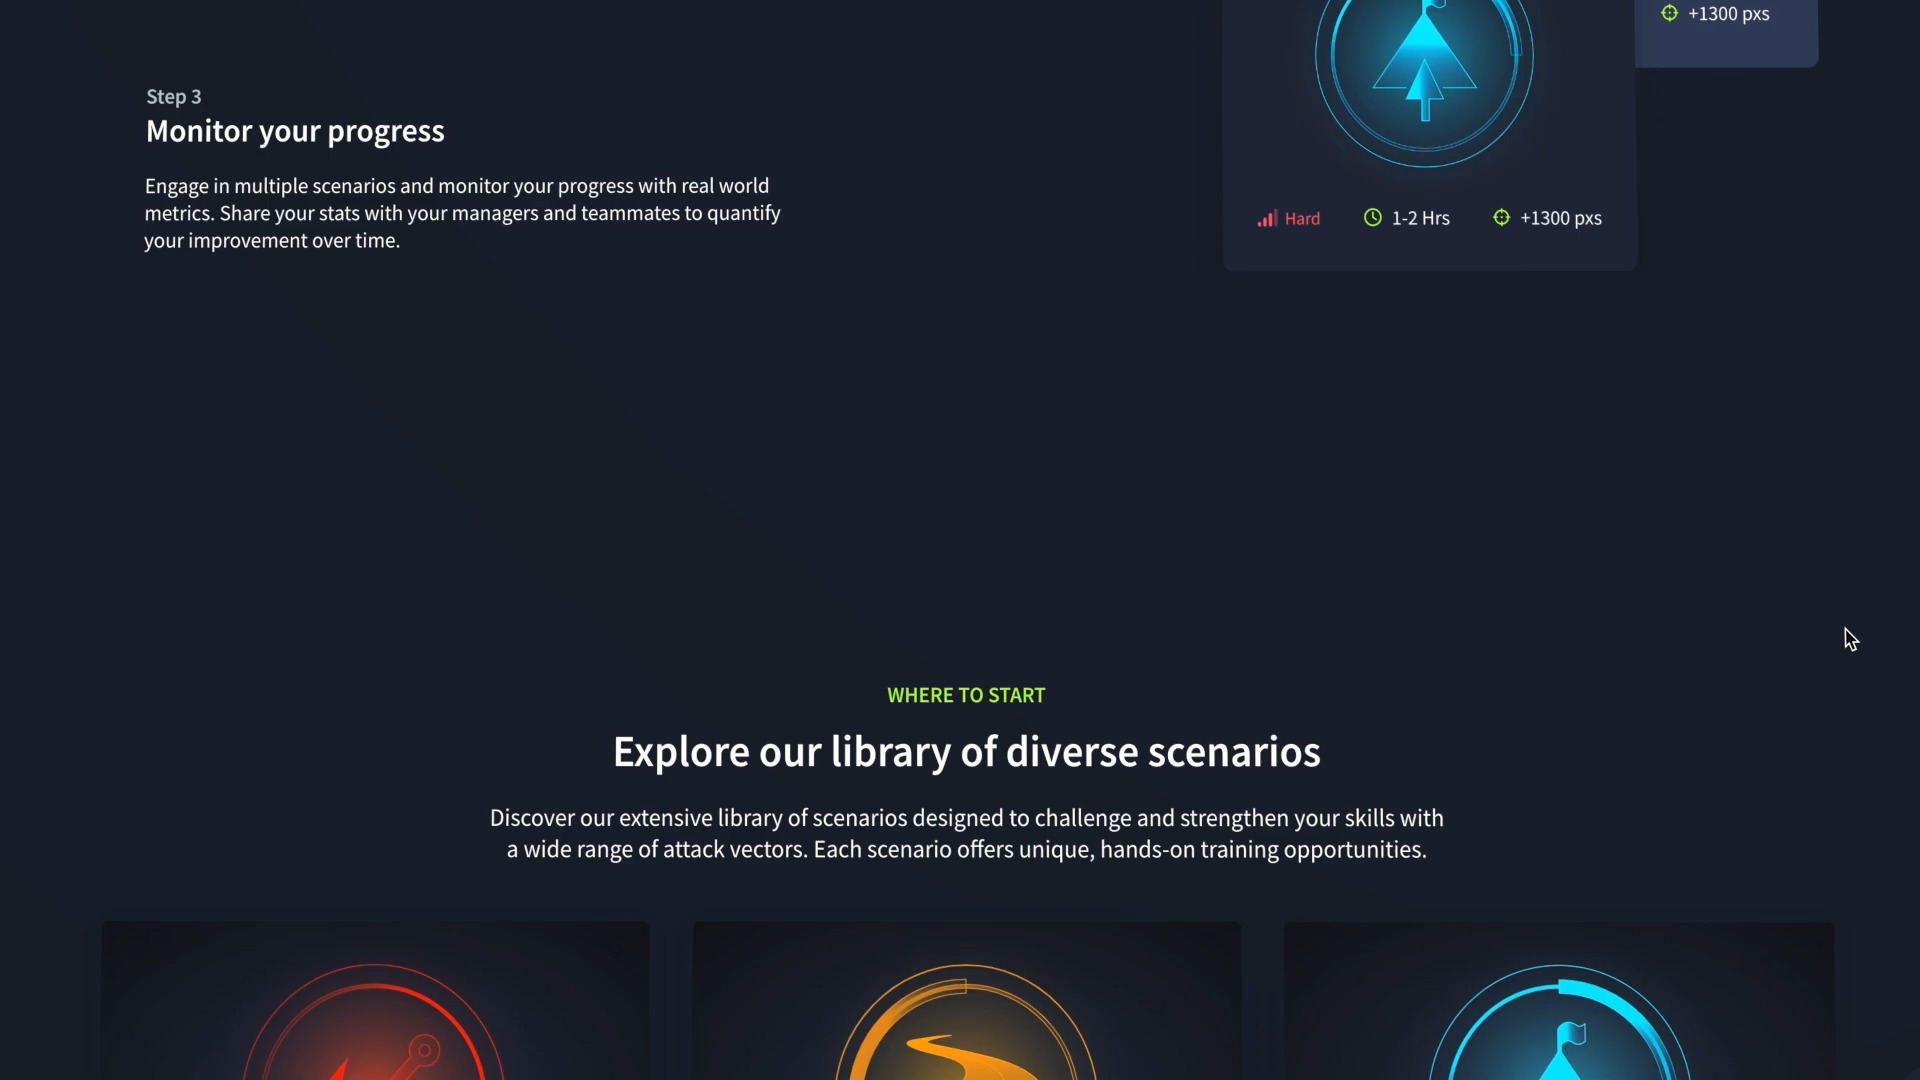 +1300 pxs
Step 3
Monitor your progress
Engage in multiple scenarios and monitor your progress with real world
metrics. Share your stats with your managers and teammates to quantify
your improvement over time.
Hard 1-2 Hrs +1300 pxs
WHERE TO START
Explore our library of diverse scenarios
Discover our extensive library of scenarios designed to challenge and strengthen your skills with
a wide range of attack vectors. Each scenario offers unique, hands-on training opportunities.